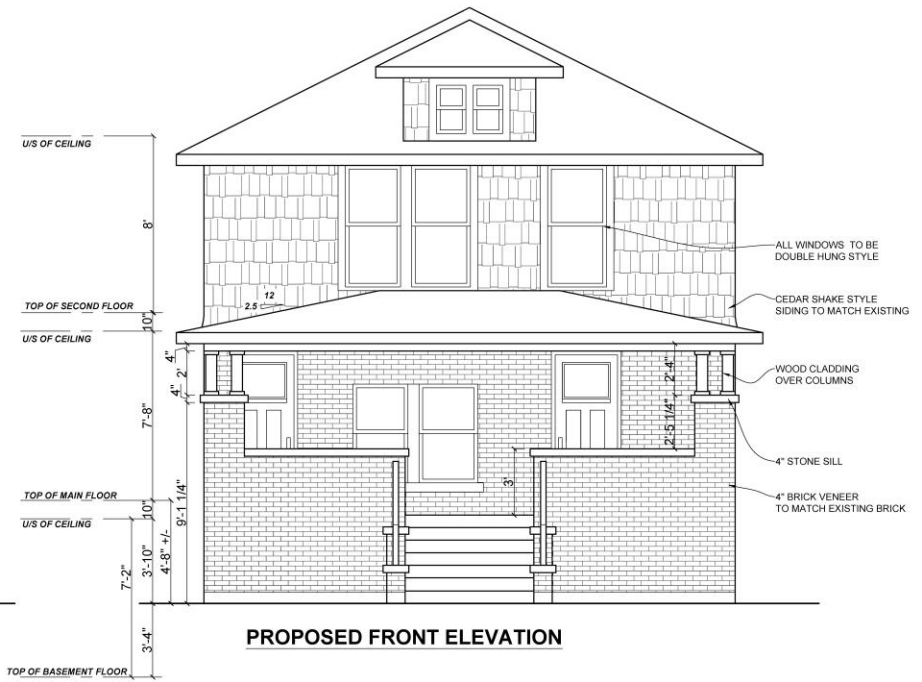 U/S OF CEILING
8'
ALL WINDOWS TO BE
DOUBLE HUNG STYLE
12
2.5
CEDAR SHAKE STYLE
SIDING TO MATCH EXISTING
TOP OF SECOND FLOOR
10"
U/S OF CEILING
4"
2'
4"
2'-4"
WOOD CLADDING
OVER COLUMNS
7'-8"
2'-5 1/4"
4" STONE SILL
3'
TOP OF MAIN FLOOR
10"
9'-1 1/4"
4" BRICK VENEER
TO MATCH EXISTING BRICK
U/S OF CEILING
7'-2"
3'-10"
4'-8" +/-
3'-4"
PROPOSED FRONT ELEVATION
TOP OF BASEMENT FLOOR